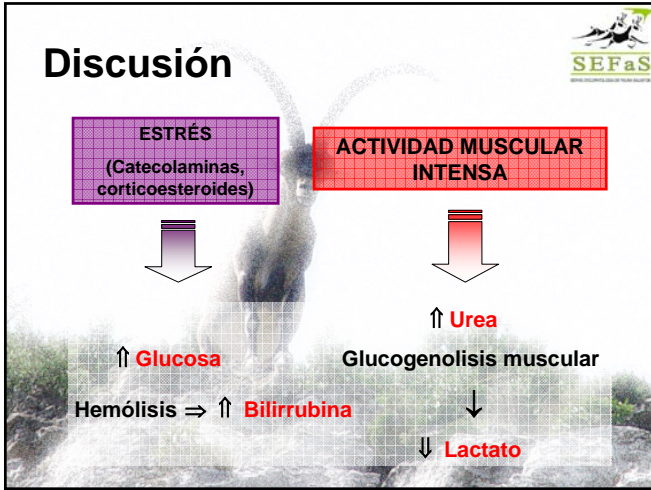 Discusión
SEFaS
ESTRÉS
(Catecolaminas,
corticoesteroides)
ACTIVIDAD MUSCULAR
INTENSA
⇑ Glucosa
Hemólisis ⇒ ⇑ Bilirrubina
⇑ Urea
Glucogenolisis muscular
↓
⇓ Lactato